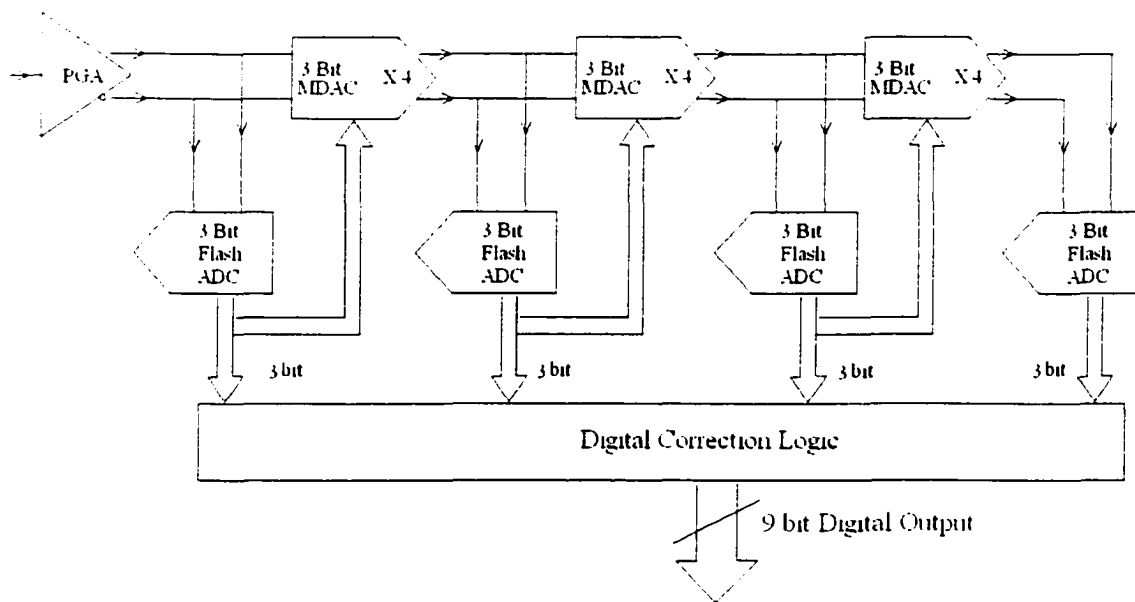 PGA
3 Bit
MDAC
X 4
3 Bit
MDAC
X 4
3 Bit
MDAC
X 4
3 Bit
Flash
ADC
3 Bit
Flash
ADC
3 Bit
Flash
ADC
3 Bit
Flash
ADC
3 bit
3 bit
3 bit
3 bit
Digital Correction Logic
9 bit Digital Output